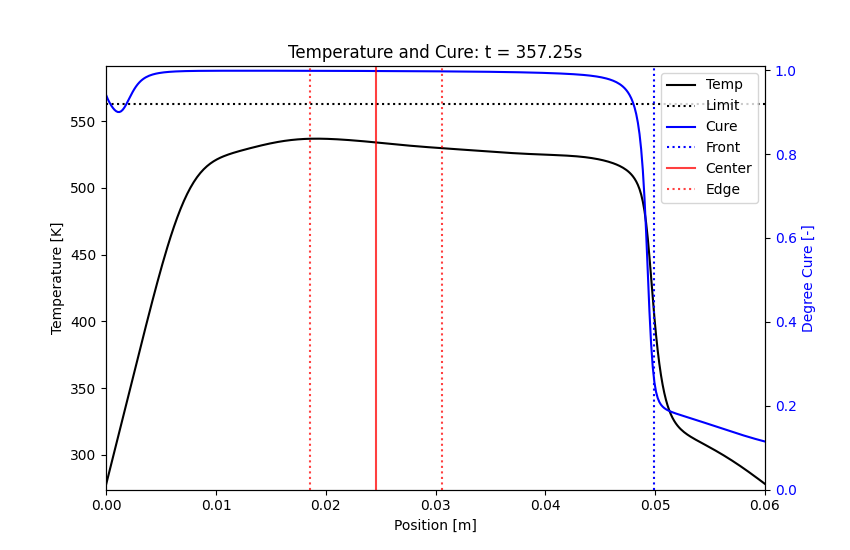 Temperature and Cure: t = 357.25s
Temperature [K]
550
500
450
400
350
300
Temp
Limit
Cure
Front
Center
Edge
1.0
0.8
0.6
0.4
0.2
0.0
Degree Cure [-]
0.00 0.01 0.02 0.03 0.04 0.05 0.06
Position [m]